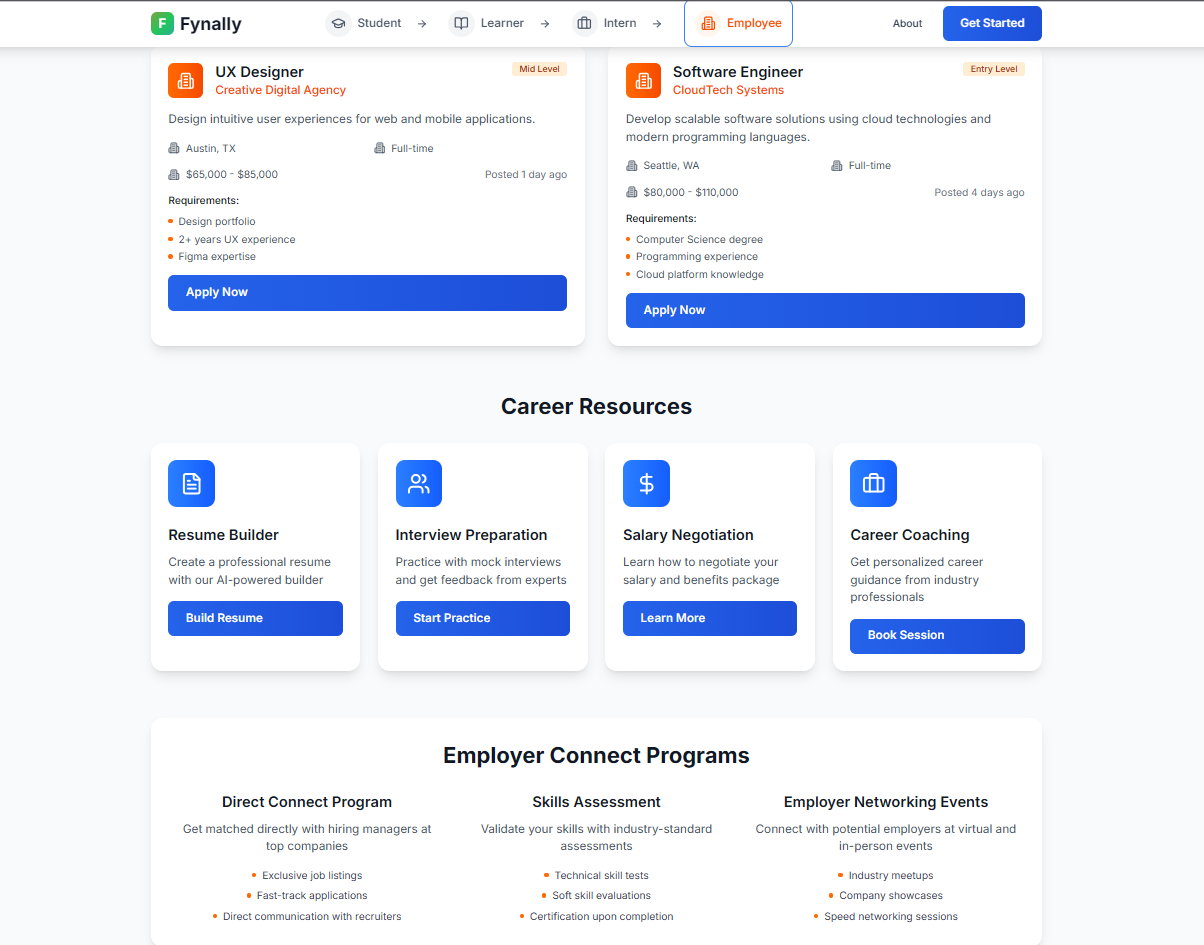 F Fynally Student → Learner → Intern → Employee About Get Started
UX Designer Mid Level
Creative Digital Agency
Design intuitive user experiences for web and mobile applications.
Austin, TX Full-time
$65,000 - $85,000 Posted 1 day ago
Requirements:
Design portfolio
2+ years UX experience
Figma expertise
Apply Now
Software Engineer Entry Level
CloudTech Systems
Develop scalable software solutions using cloud technologies and
modern programming languages.
Seattle, WA Full-time
$80,000 - $110,000 Posted 4 days ago
Requirements:
Computer Science degree
Programming experience
Cloud platform knowledge
Apply Now
Career Resources
Resume Builder
Create a professional resume
with our AI-powered builder
Build Resume
Interview Preparation
Practice with mock interviews
and get feedback from experts
Start Practice
Salary Negotiation
Learn how to negotiate your
salary and benefits package
Learn More
Career Coaching
Get personalized career
guidance from industry
professionals
Book Session
Employer Connect Programs
Direct Connect Program
Get matched directly with hiring managers at
top companies
Exclusive job listings
Fast-track applications
Direct communication with recruiters
Skills Assessment
Validate your skills with industry-standard
assessments
Technical skill tests
Soft skill evaluations
Certification upon completion
Employer Networking Events
Connect with potential employers at virtual and
in-person events
Industry meetups
Company showcases
Speed networking sessions